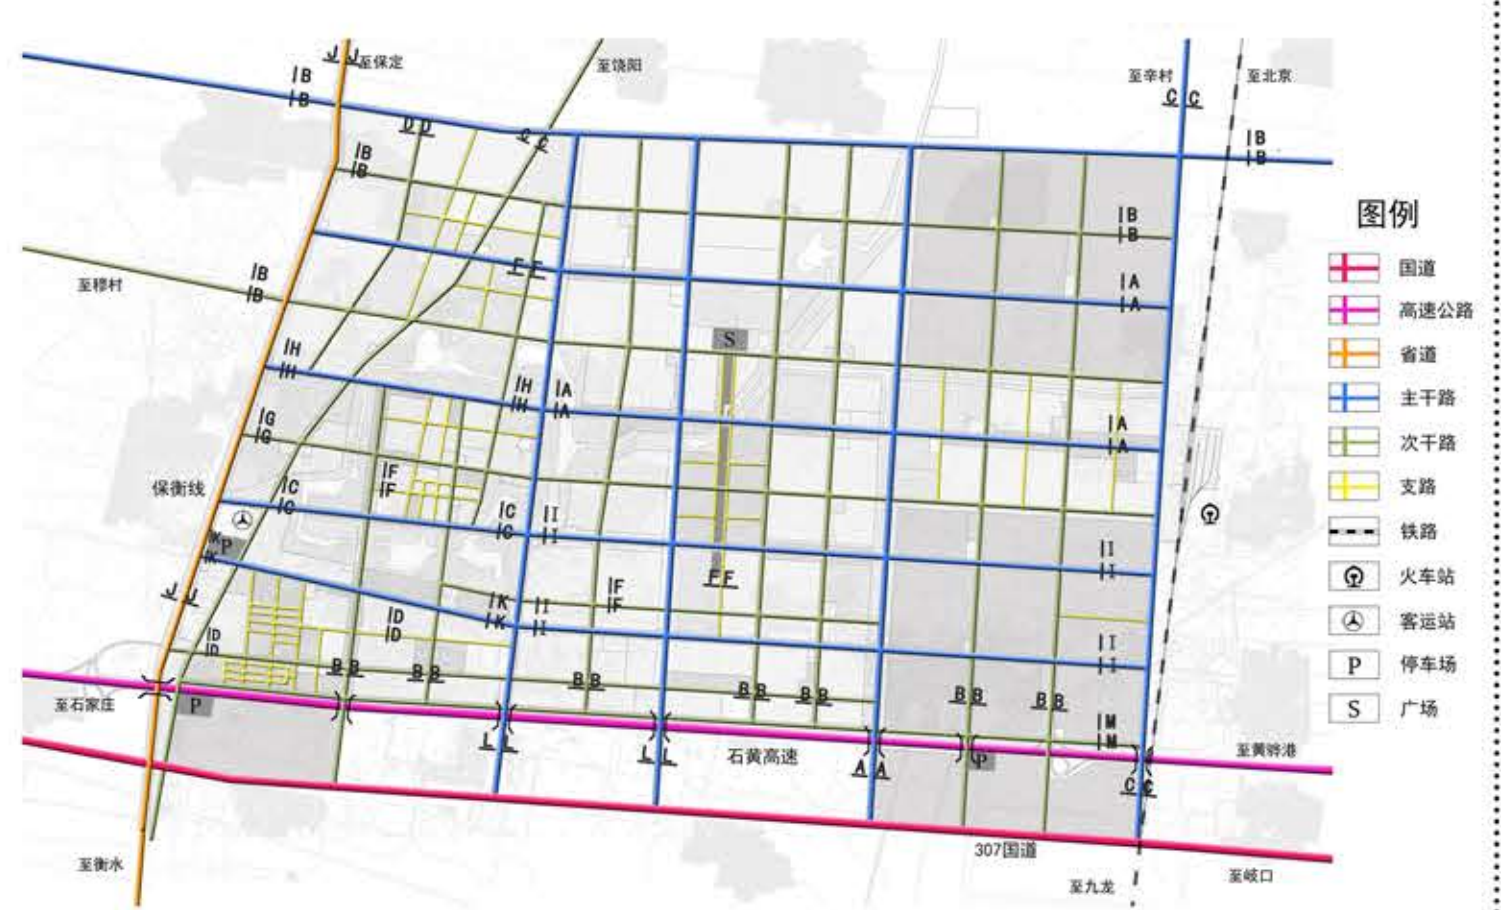 J J
至保定
至饶阳
至辛村
至北京
B
B
C C
D D
C C
B
B
B
B
B
B
至穆村
B
B
F F
A
A
S
H
H
H
H
A
A
A
A
G
G
F
F
保衡线
C
C
C
C
I
I
I
I
K
K
P
F F
J J
K
K
I
I
F
F
D
D
D
D
I
I
B B
B B
B B
B B
B B
B B
B B
M
M
至石家庄
P
L L
L L
石黄高速
A A
P
C C
至黄骅港
307国道
至衡水
至九龙
至岐口
图例
国道
高速公路
省道
主干路
次干路
支路
铁路
火车站
客运站
P 停车场
S 广场